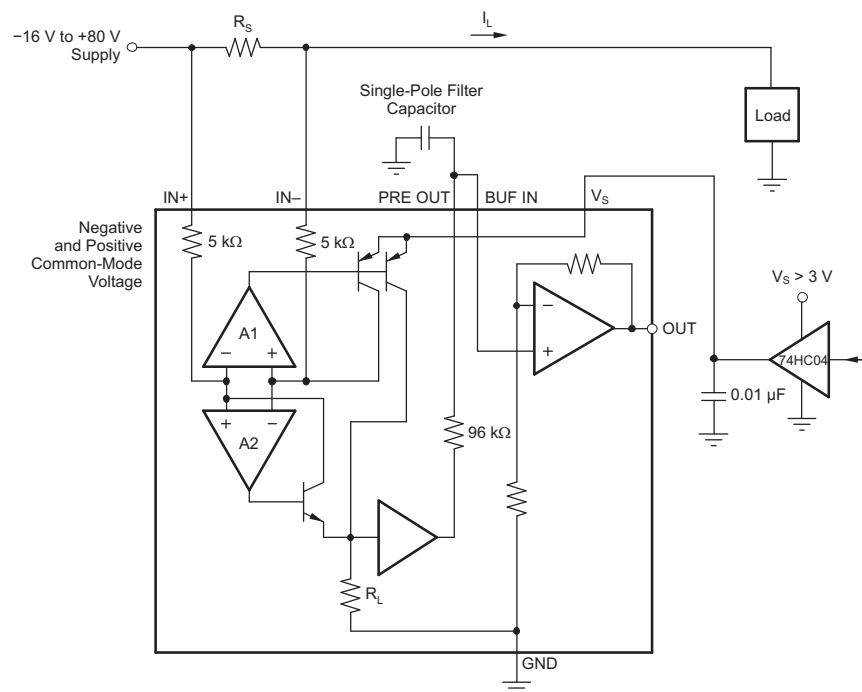 −16 V to +80 V
Supply
R_S
I_L
Single-Pole Filter
Capacitor
Load
IN+
IN−
PRE OUT
BUF IN
V_S
Negative
and Positive
Common-Mode
Voltage
5 kΩ
5 kΩ
V_S > 3 V
A1
−
+
−
+
OUT
74HC04
0.01 µF
+
−
A2
96 kΩ
R_L
GND